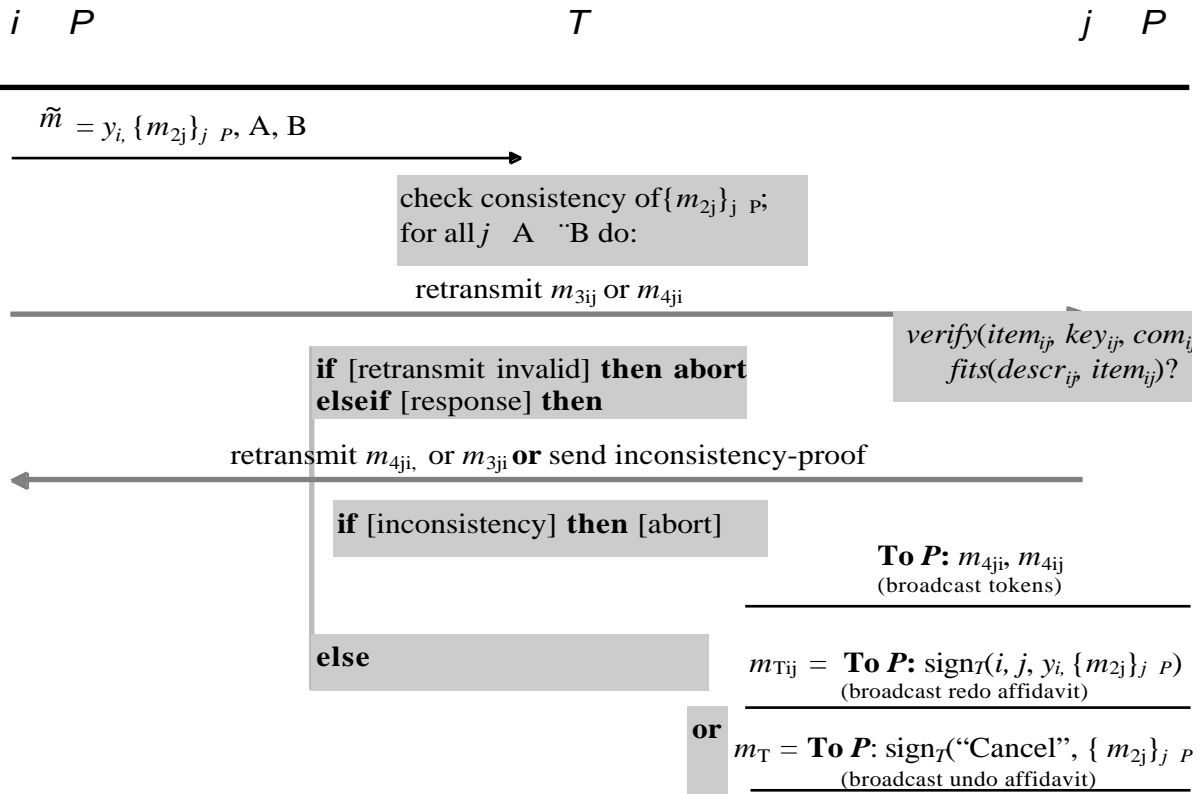 i P T j P
m̃ = y_i, {m_2j}_j P, A, B
check consistency of {m_2j}_j P;
for all j A ¨B do:
retransmit m_3ij or m_4ji
verify(item_ij, key_ij, com_ij
fits(descr_ij, item_ij)?
if [retransmit invalid] then abort
elseif [response] then
retransmit m_4ji, or m_3ji or send inconsistency-proof
if [inconsistency] then [abort]
To P: m_4ji, m_4ij
(broadcast tokens)
else
m_Tij = To P: sign_T(i, j, y_i, {m_2j}_j P)
(broadcast redo affidavit)
or
m_T = To P: sign_T(“Cancel”, { m_2j}_j P
(broadcast undo affidavit)